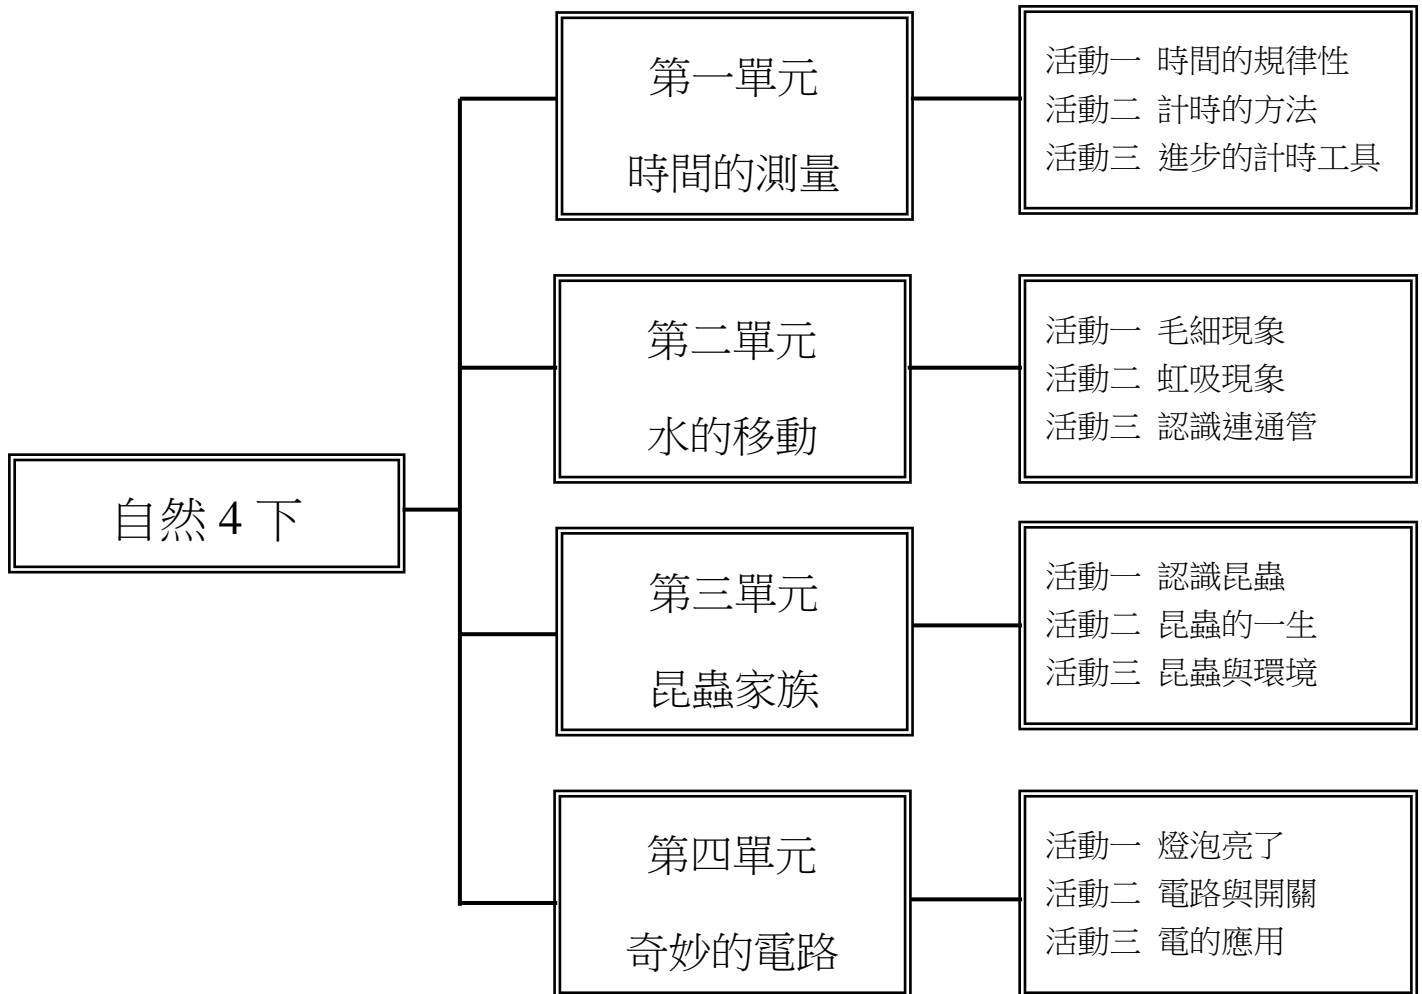 自然 4 下
第一單元
時間的測量
活動一 時間的規律性
活動二 計時的方法
活動三 進步的計時工具
第二單元
水的移動
活動一 毛細現象
活動二 虹吸現象
活動三 認識連通管
第三單元
昆蟲家族
活動一 認識昆蟲
活動二 昆蟲的一生
活動三 昆蟲與環境
第四單元
奇妙的電路
活動一 燈泡亮了
活動二 電路與開關
活動三 電的應用